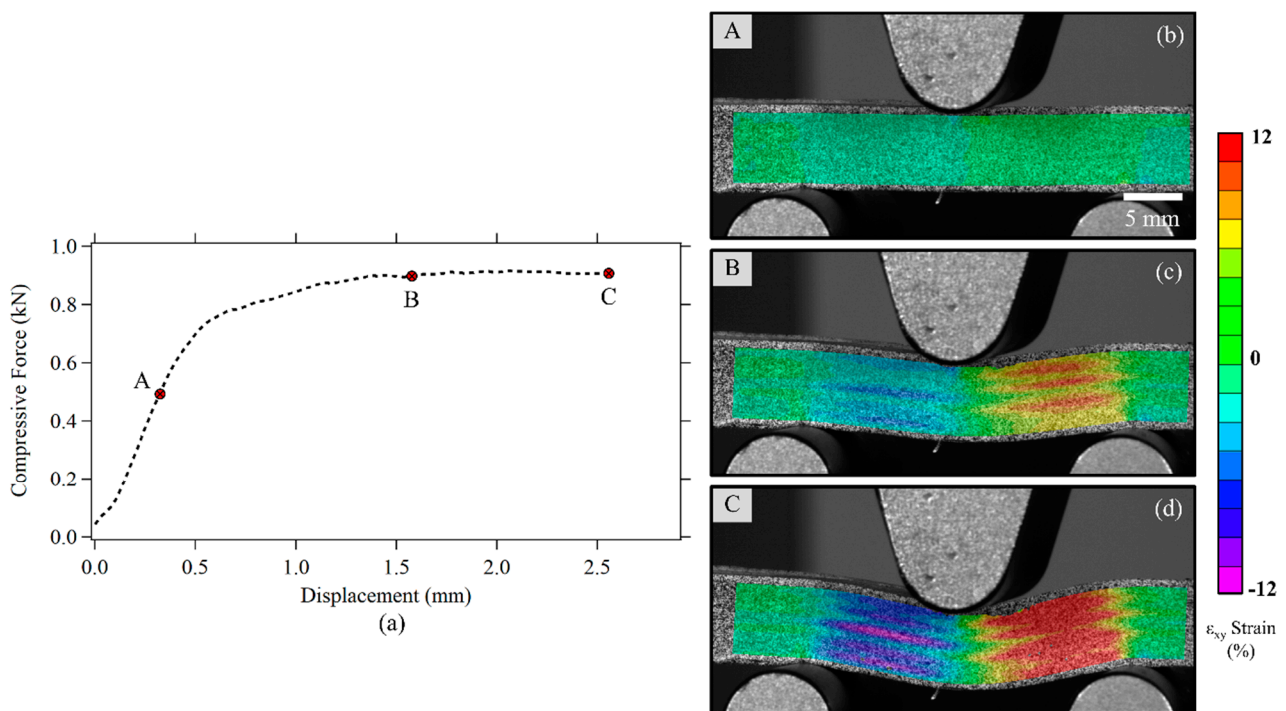 1.0
0.8
0.6
0.4
0.2
0.0
Compressive Force (kN)
A
B
C
0.0
0.5
1.0
1.5
2.0
2.5
Displacement (mm)
(a)
A
(b)
5 mm
B
(c)
C
(d)
12
0
-12
εxy Strain
(%)